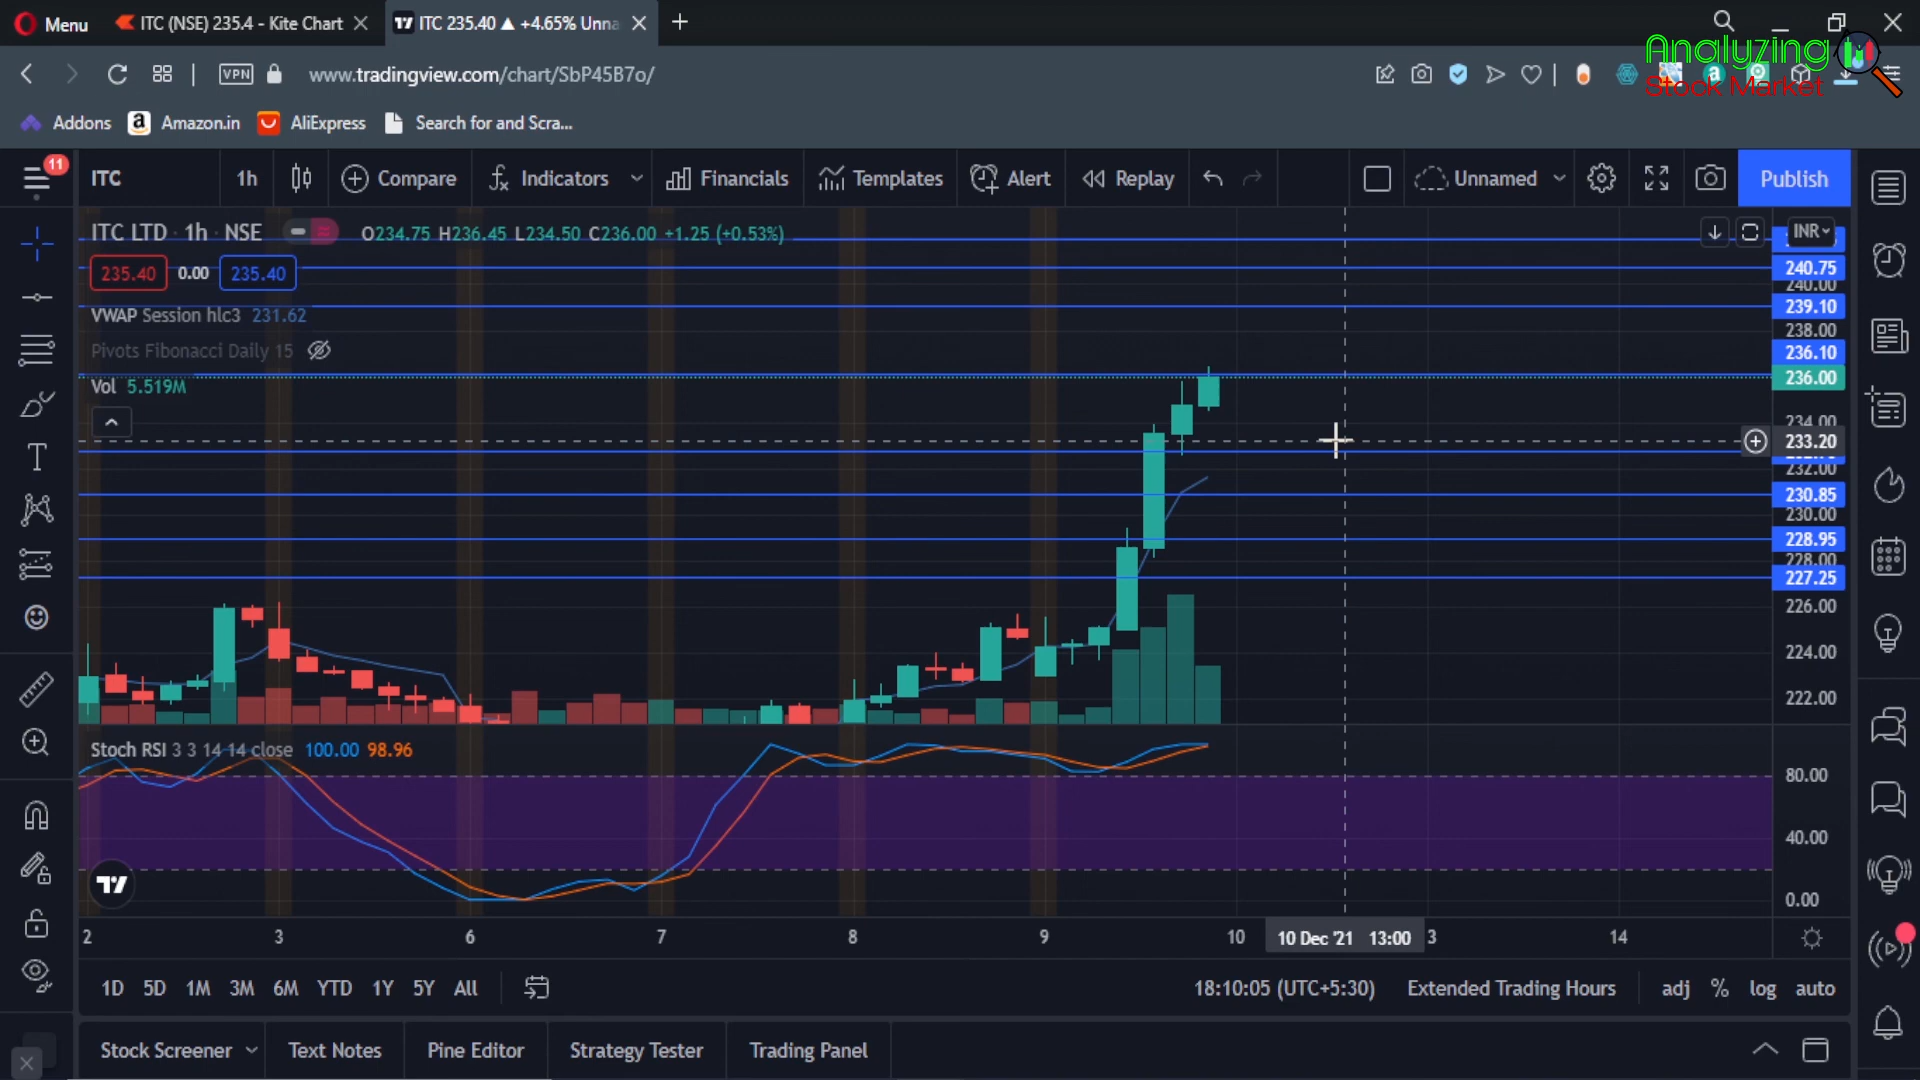 Menu ITC (NSE) 235.4 - Kite Chart ITC 235.40 ▲ +4.65% Unna
Analyzing
Stock Market
VPN www.tradingview.com/chart/SbP45B7o/
Addons Amazon.in AliExpress Search for and Scra...
11
ITC 1h Compare Indicators Financials Templates Alert Replay Unnamed Publish
ITC LTD · 1h · NSE O234.75 H236.45 L234.50 C236.00 +1.25 (+0.53%) INR
235.40 0.00 235.40
240.75
240.00
VWAP Session hlc3 231.62
239.10
238.00
Pivots Fibonacci Daily 15
236.10
Vol 5.519M
236.00
234.00
233.20
232.00
230.85
230.00
228.95
228.00
227.25
226.00
224.00
222.00
Stoch RSI 3 3 14 14 close 100.00 98.96
80.00
40.00
0.00
2 3 6 7 8 9 10 10 Dec '21 13:00 3 14
1D 5D 1M 3M 6M YTD 1Y 5Y All 18:10:05 (UTC+5:30) Extended Trading Hours adj % log auto
Stock Screener Text Notes Pine Editor Strategy Tester Trading Panel